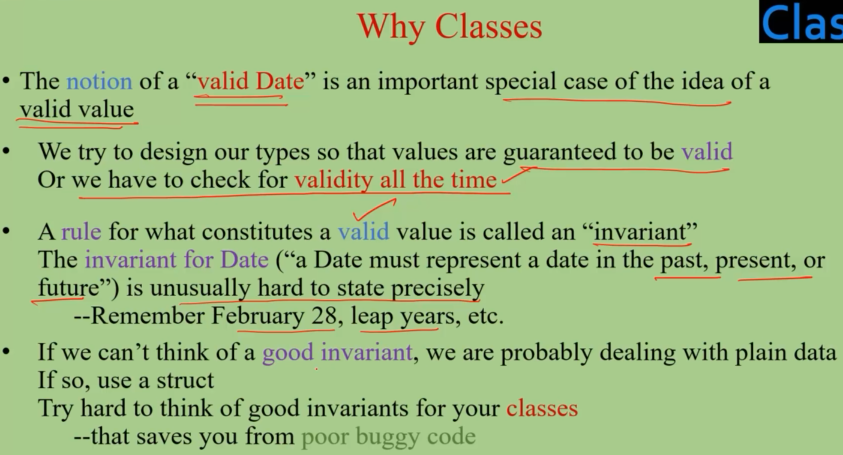 Why Classes
Clas
• The notion of a “valid Date” is an important special case of the idea of a
valid value
• We try to design our types so that values are guaranteed to be valid
Or we have to check for validity all the time
• A rule for what constitutes a valid value is called an “invariant”
The invariant for Date (“a Date must represent a date in the past, present, or
future”) is unusually hard to state precisely
--Remember February 28, leap years, etc.
• If we can’t think of a good invariant, we are probably dealing with plain data
If so, use a struct
Try hard to think of good invariants for your classes
--that saves you from poor buggy code